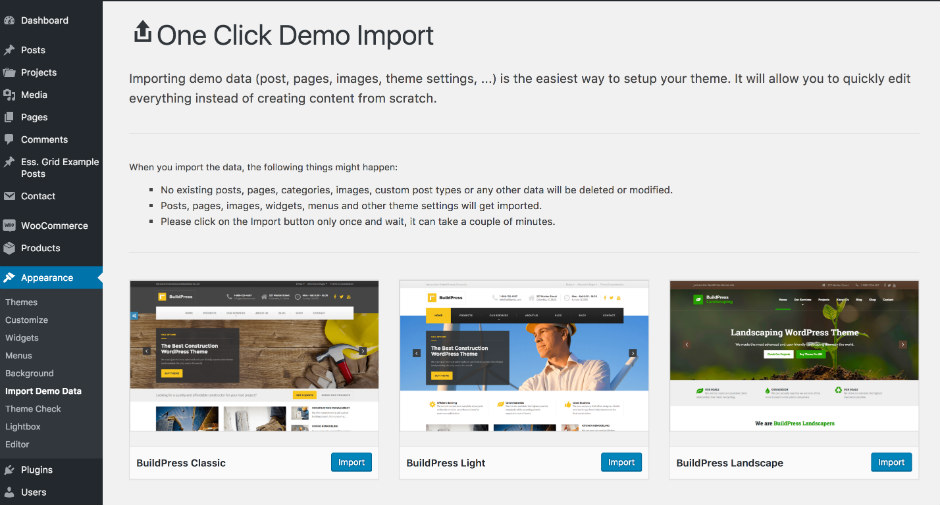 Dashboard
Posts
Projects
Media
Pages
Comments
Ess. Grid Example
Posts
Contact
WooCommerce
Products
Appearance
Themes
Customize
Widgets
Menus
Background
Import Demo Data
Theme Check
Lightbox
Editor
Plugins
Users
One Click Demo Import
Importing demo data (post, pages, images, theme settings, ...) is the easiest way to setup your theme. It will allow you to quickly edit
everything instead of creating content from scratch.
When you import the data, the following things might happen:
No existing posts, pages, categories, images, custom post types or any other data will be deleted or modified.
Posts, pages, images, widgets, menus and other theme settings will get imported.
Please click on the Import button only once and wait, it can take a couple of minutes.
BuildPress
The Best Construction
WordPress Theme
BuildPress Classic
Import
BuildPress
HOME
The Best Construction
WordPress Theme
BuildPress Light
Import
BuildPress
Landscaping WordPress Theme
We are BuildPress Landscapers
BuildPress Landscape
Import